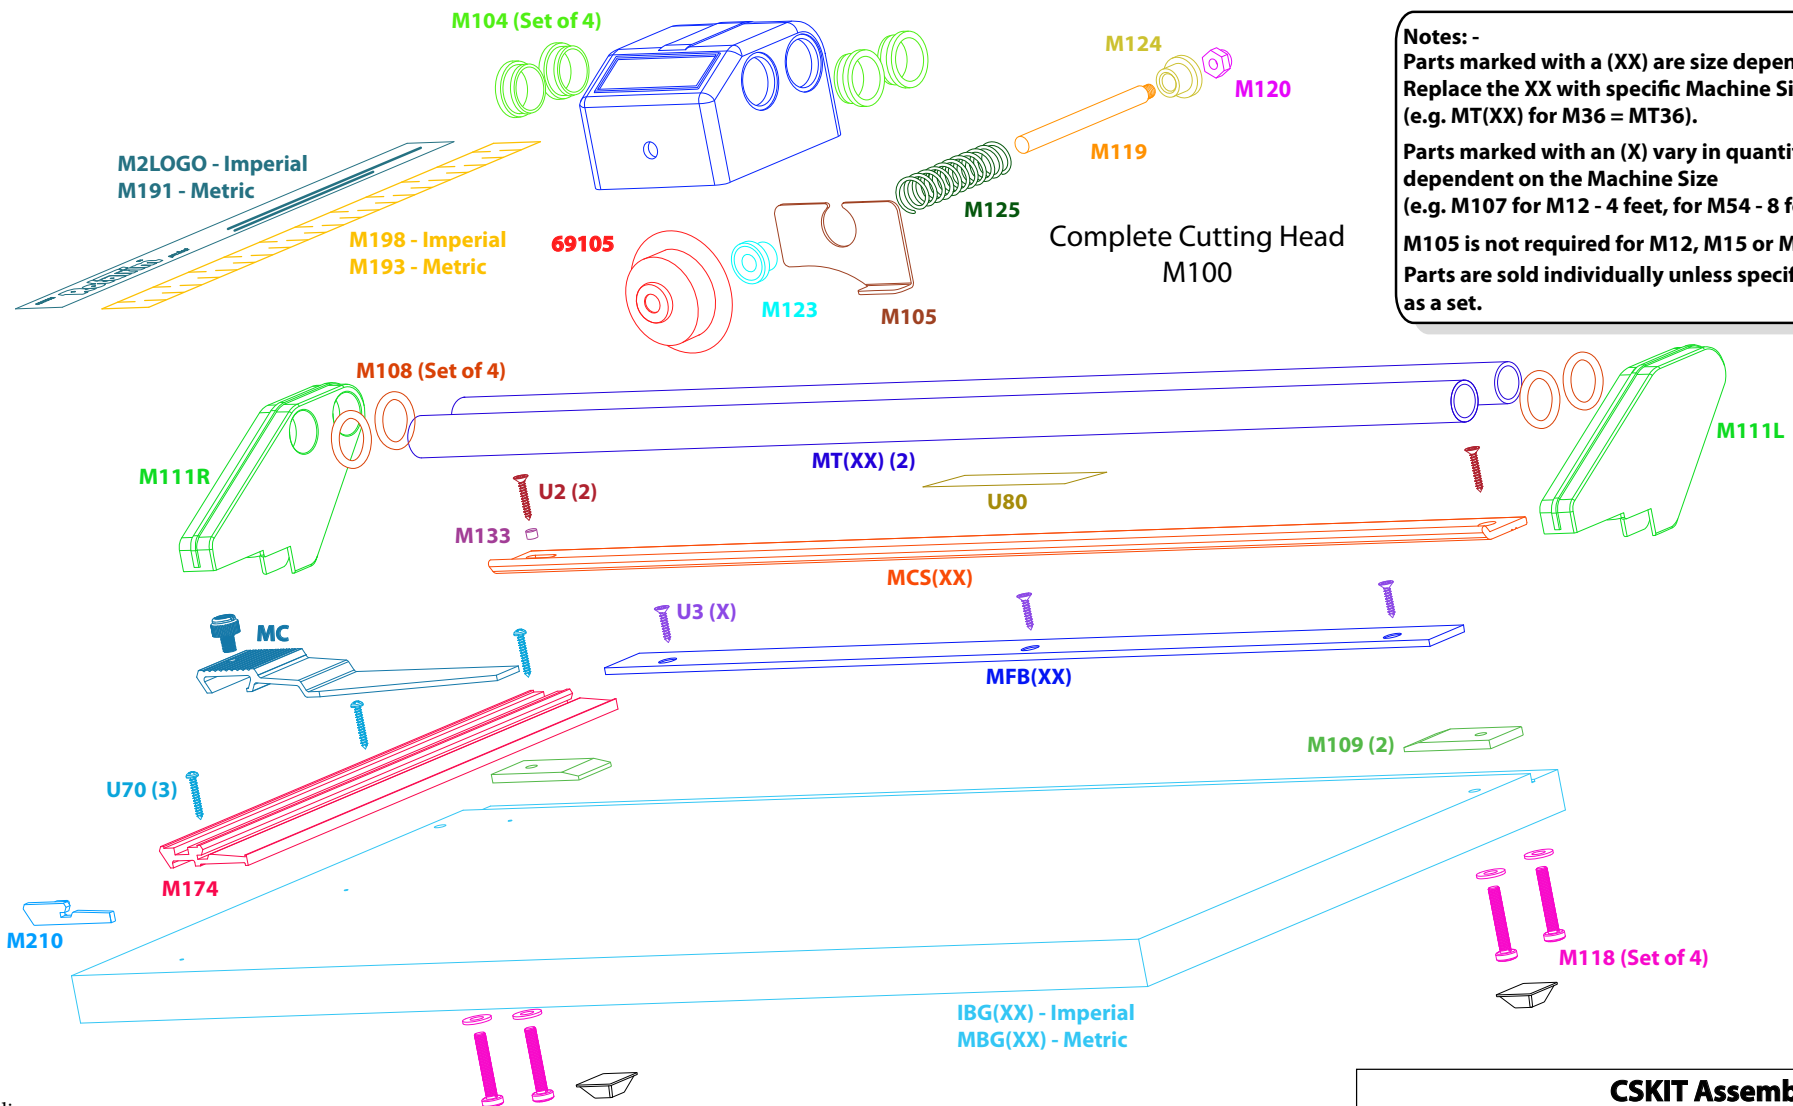 M104 (Set of 4)
M124
M120
M119
M125
M2LOGO - Imperial
M191 - Metric
M198 - Imperial
M193 - Metric
69105
M123
M105
Complete Cutting Head
M100
Notes: -
Parts marked with a (XX) are size
Replace the XX with specific Machine
(e.g. MT(XX) for M36 = MT36).
Parts marked with an (X) vary in
dependent on the Machine Size
(e.g. M107 for M12 - 4 feet, for M54 - 8
M105 is not required for M12, M15 or
Parts are sold individually unless
as a set.
M108 (Set of 4)
M111R
M111L
MT(XX) (2)
U2 (2)
U80
M133
MCS(XX)
U3 (X)
MC
MFB(XX)
M109 (2)
U70 (3)
M174
M210
M118 (Set of 4)
IBG(XX) - Imperial
MBG(XX) - Metric
CSKIT